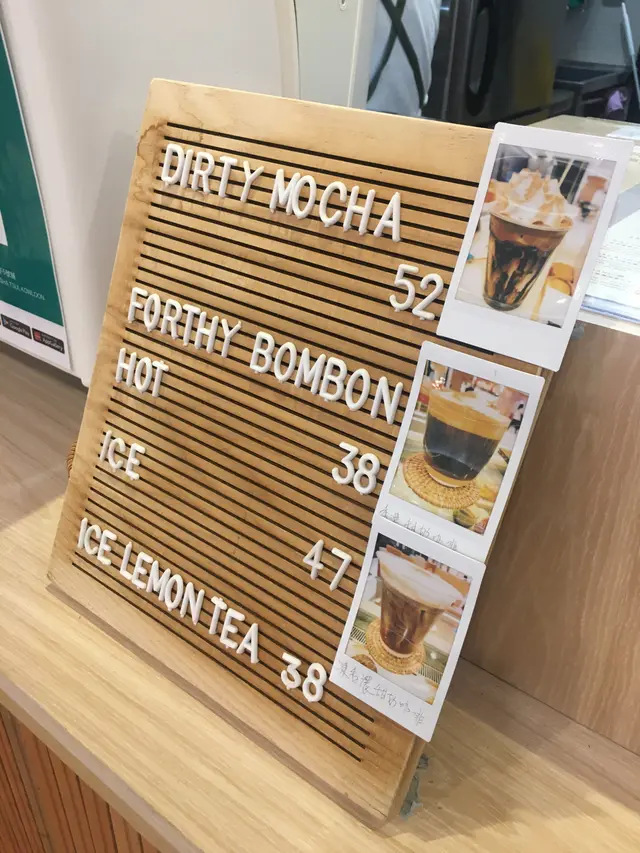 DIRTY MOCHA
52
FORTHY BOMBON
HOT
38
ICE
47
ICE LEMON TEA
38